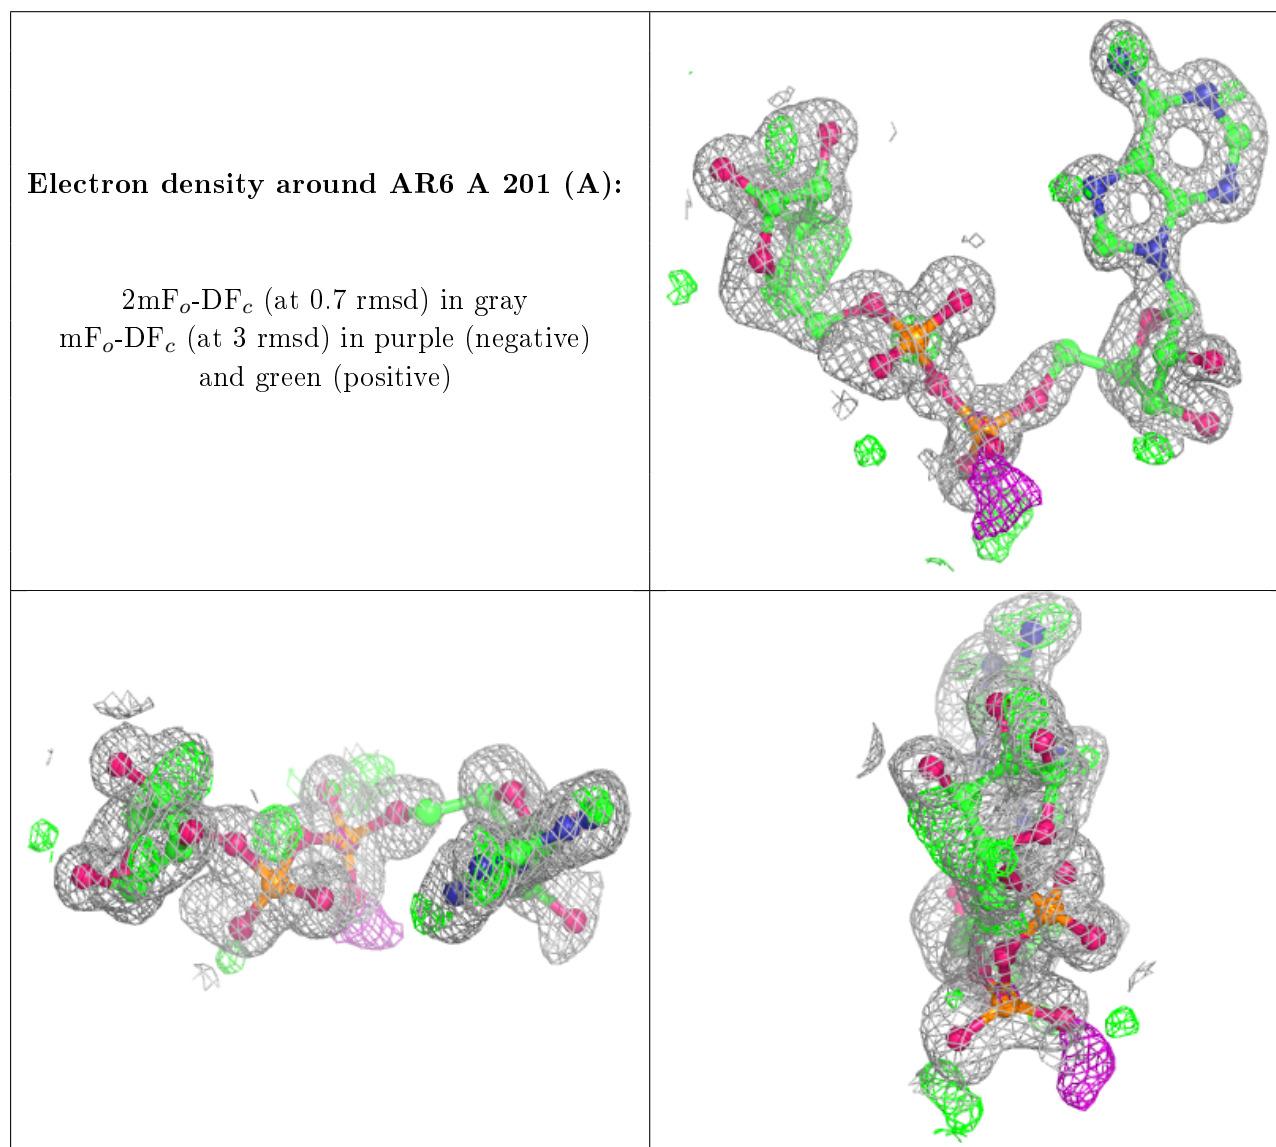 Electron density around AR6 A 201 (A):
2mFo-DFc (at 0.7 rmsd) in gray
mFo-DFc (at 3 rmsd) in purple (negative)
and green (positive)